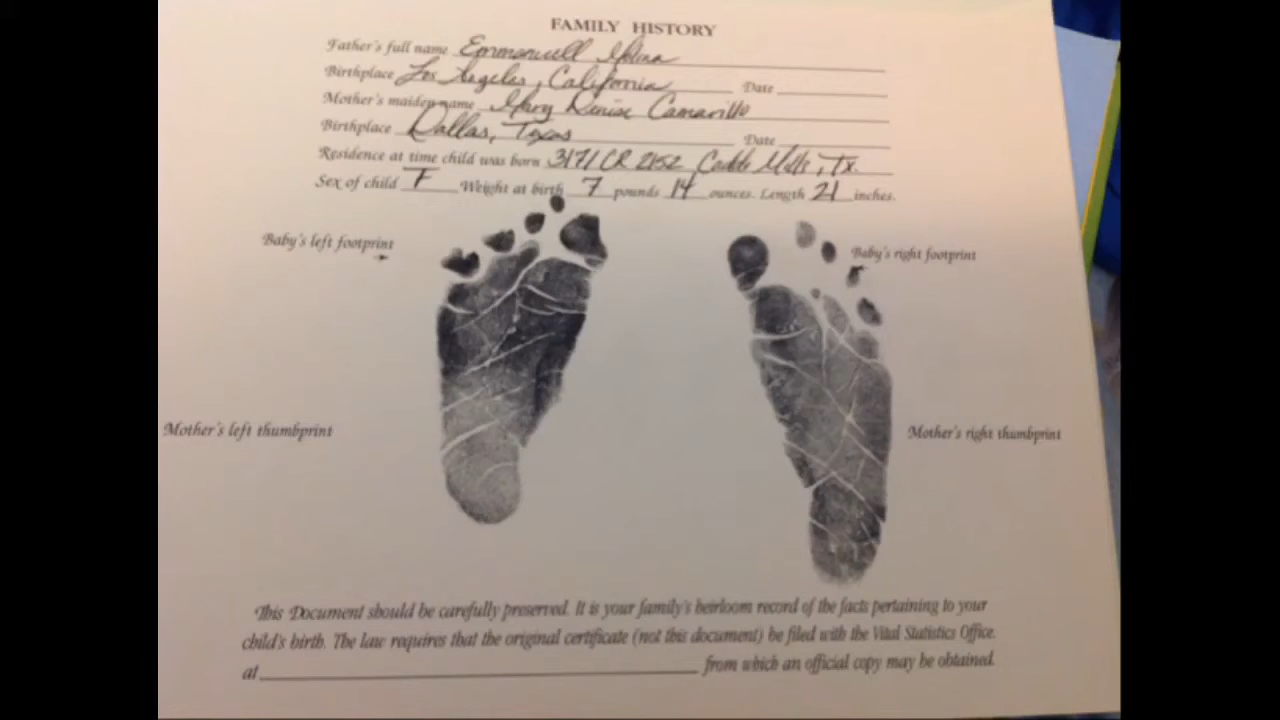 FAMILY HISTORY
Father's full name Emmanuell Molina
Birthplace Los Angeles, California Date
Mother's maiden name Mary Denise Camarillo
Birthplace Dallas, Texas Date
Residence at time child was born 3171 CR 2152 Caddo Mills, Tx.
Sex of child F Weight at birth 7 pounds 14 ounces. Length 21 inches.
Baby's left footprint
Baby's right footprint
Mother's left thumbprint
Mother's right thumbprint
This Document should be carefully preserved. It is your family's heirloom record of the facts pertaining to your
child's birth. The law requires that the original certificate (not this document) be filed with the Vital Statistics Office.
at from which an official copy may be obtained.